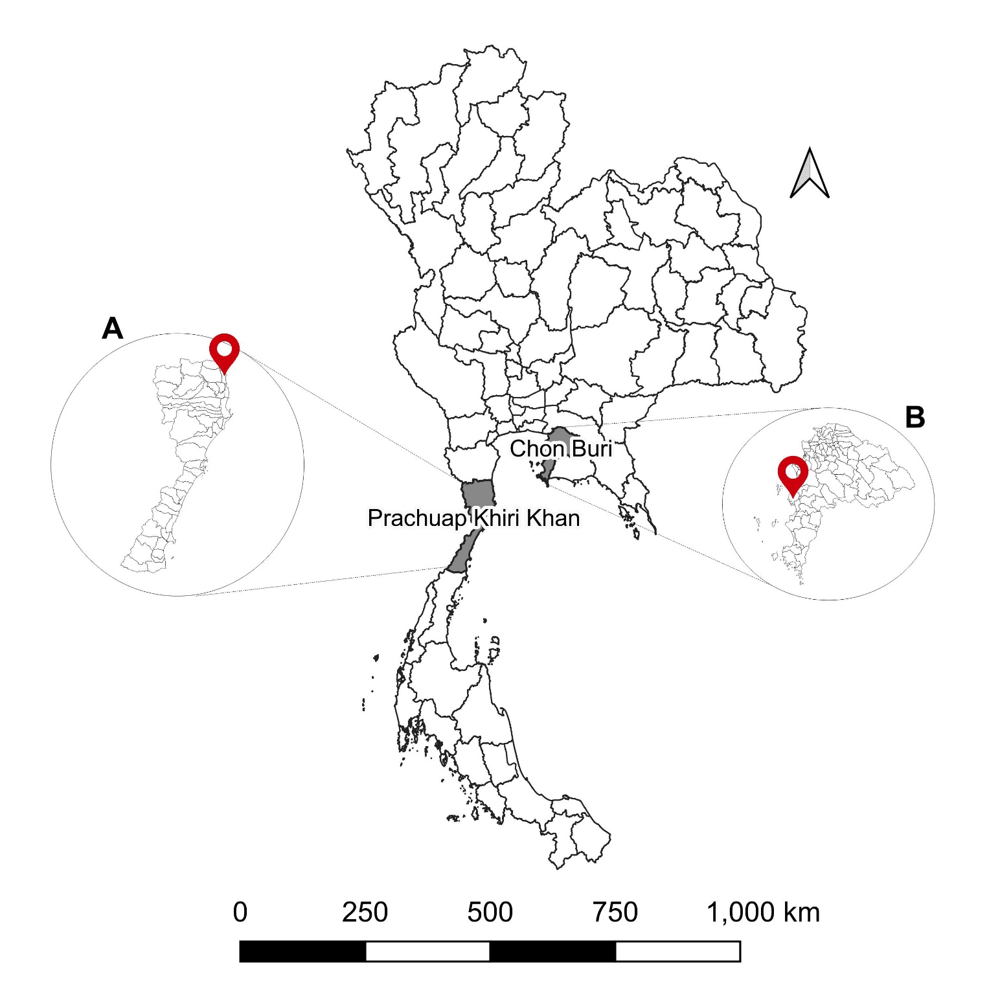 A
B
Chon Buri
Prachuap Khiri Khan
0 250 500 750 1,000 km